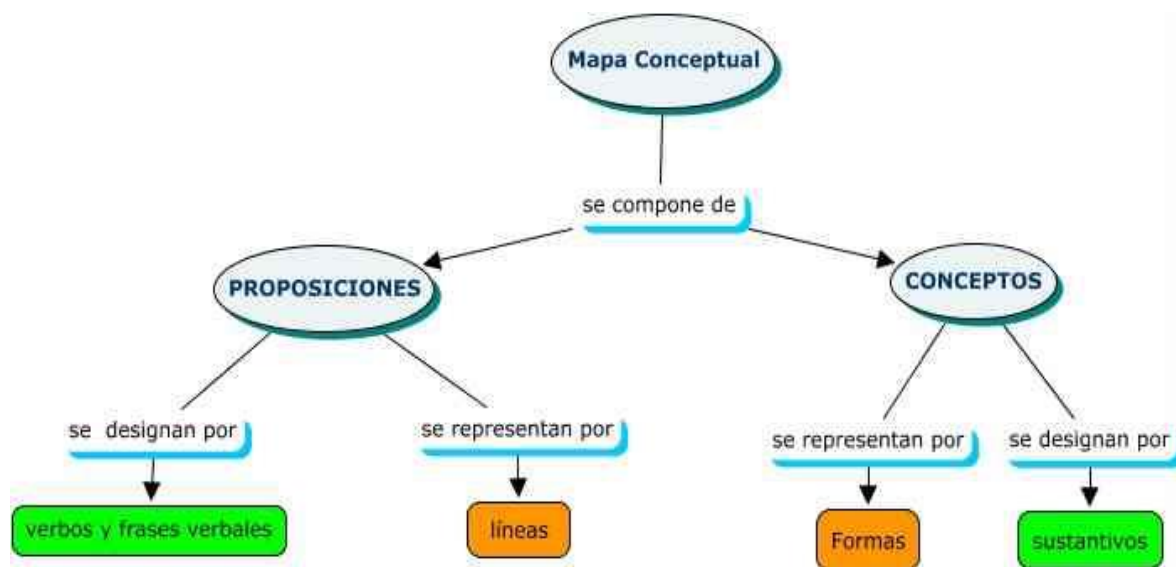 Mapa Conceptual
se compone de
PROPOSICIONES
CONCEPTOS
se designan por
se representan por
se representan por
se designan por
verbos y frases verbales
líneas
Formas
sustantivos